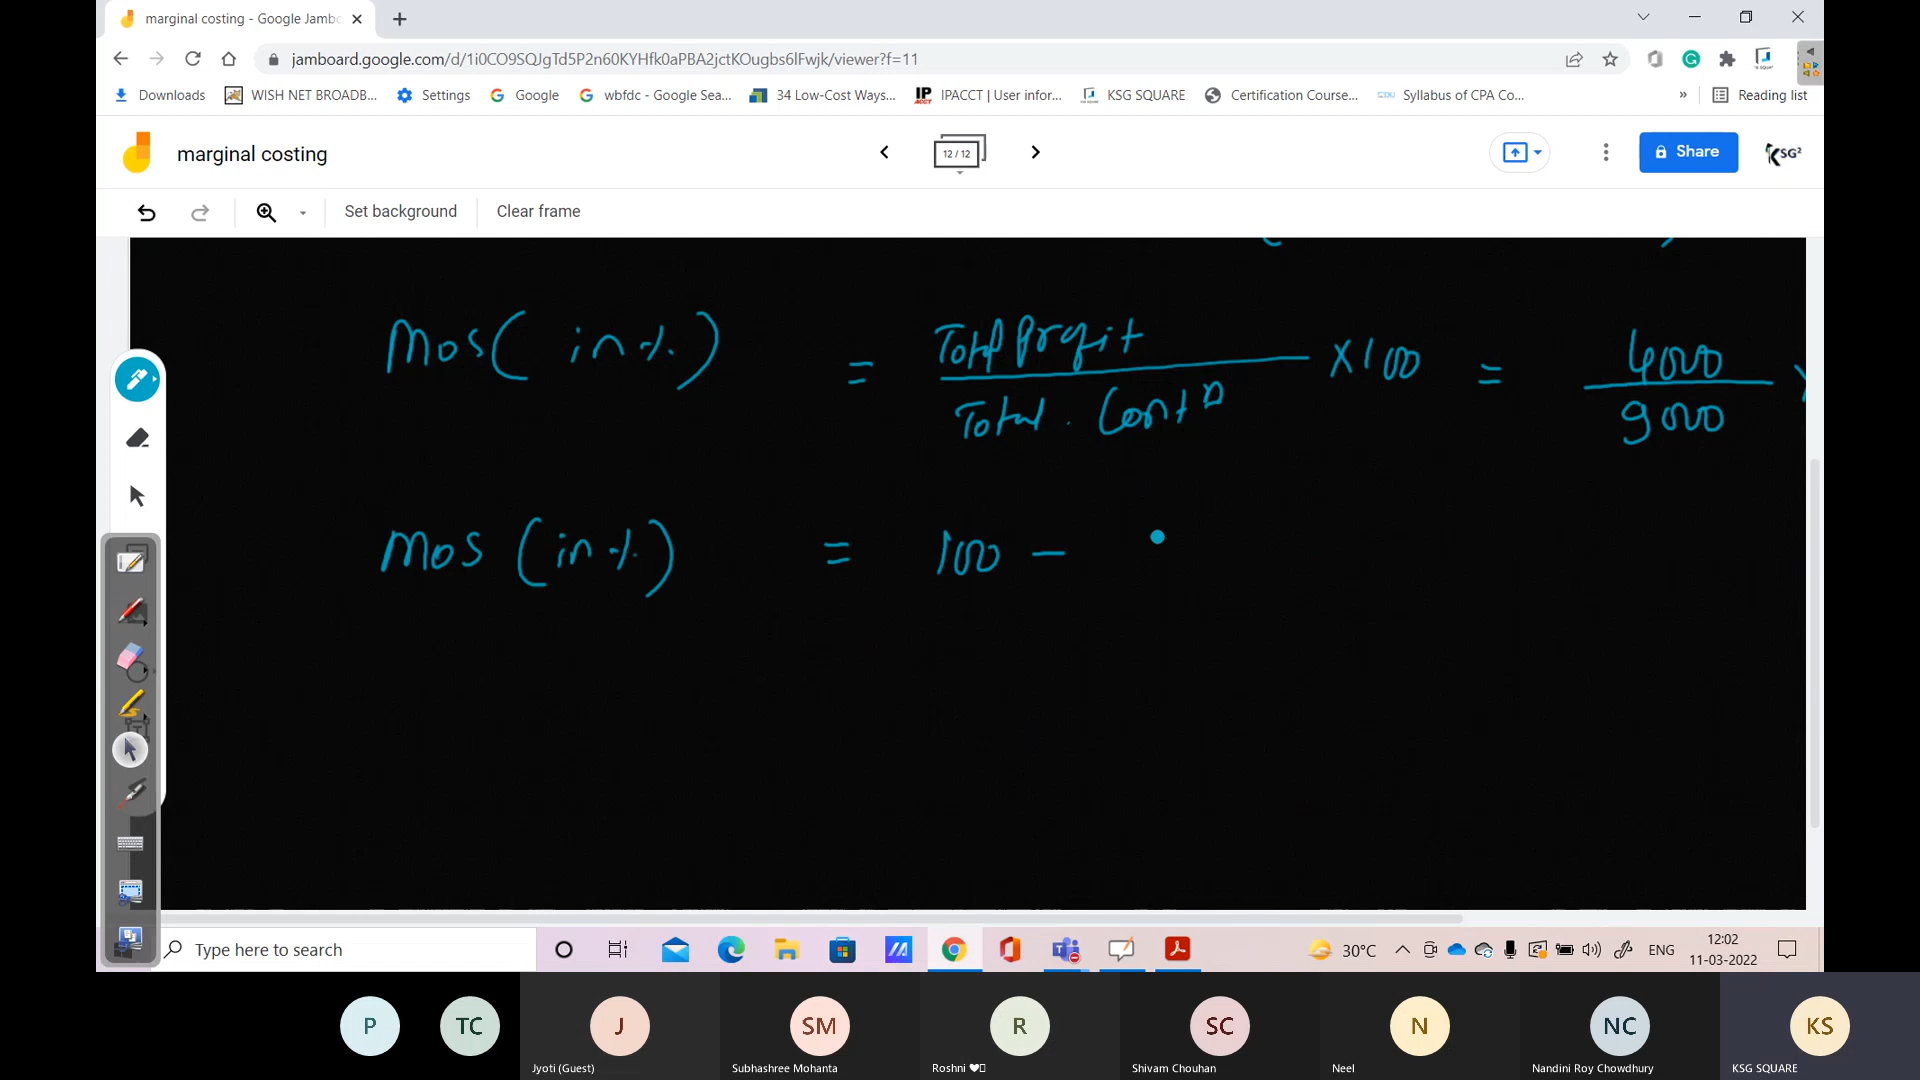 marginal costing - Google Jambo
jamboard.google.com/d/1i0CO9SQJgTd5P2n60KYHfk0aPBA2jctKOugbs6lFwjk/viewer?f=11
Downloads WISH NET BROADB... Settings Google wbfdc - Google Sea... 34 Low-Cost Ways... IPACCT | User infor... KSG SQUARE Certification Course... Syllabus of CPA Co... » Reading list
marginal costing
12 / 12
Share
KSG²
Set background Clear frame
Mos( in %) = Total Profit / Total. Contn X100 = 4000 / 9000 X
Mos (in %) = 100 -
Type here to search
30°C ENG 12:02
11-03-2022
P TC J SM R SC N NC KS
Jyoti (Guest) Subhashree Mohanta Roshni ❤ Shivam Chouhan Neel Nandini Roy Chowdhury KSG SQUARE